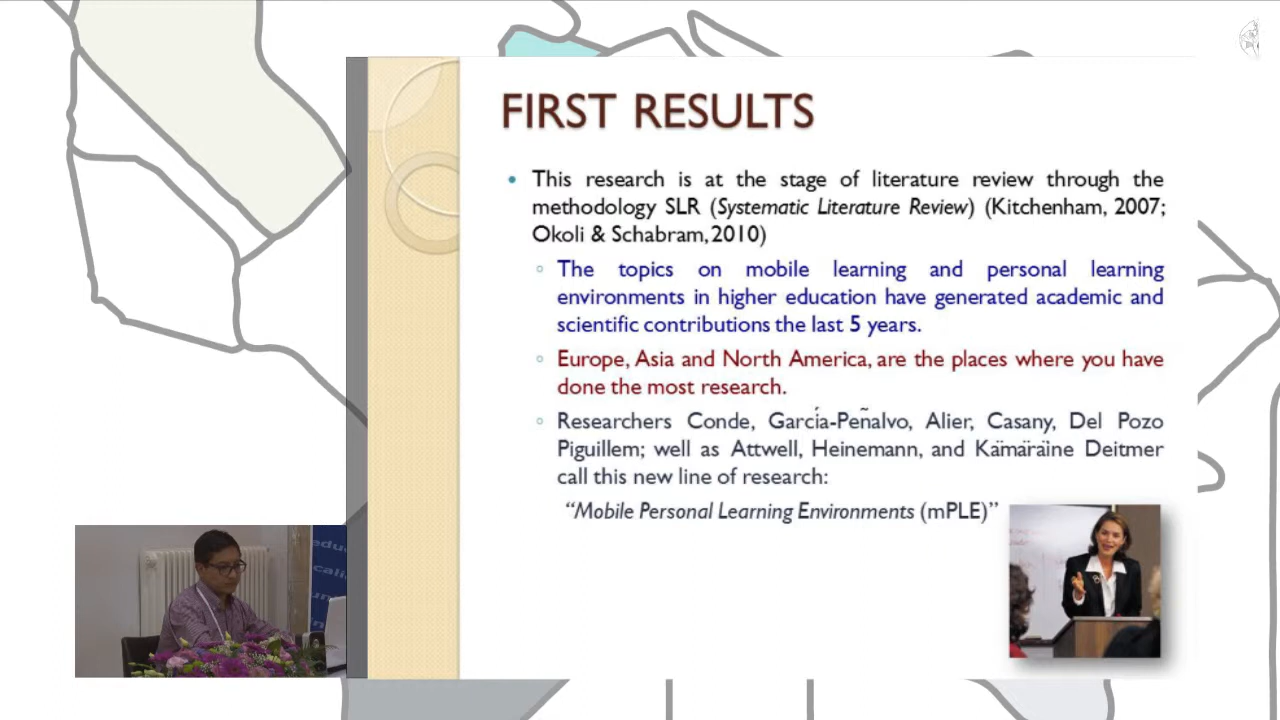 FIRST RESULTS
This research is at the stage of literature review through the
methodology SLR (Systematic Literature Review) (Kitchenham, 2007;
Okoli & Schabram, 2010)
The topics on mobile learning and personal learning
environments in higher education have generated academic and
scientific contributions the last 5 years.
Europe, Asia and North America, are the places where you have
done the most research.
Researchers Conde, García-Peñalvo, Alier, Casany, Del Pozo
Piguillem; well as Attwell, Heinemann, and Kämäräine Deitmer
call this new line of research:
“Mobile Personal Learning Environments (mPLE)”